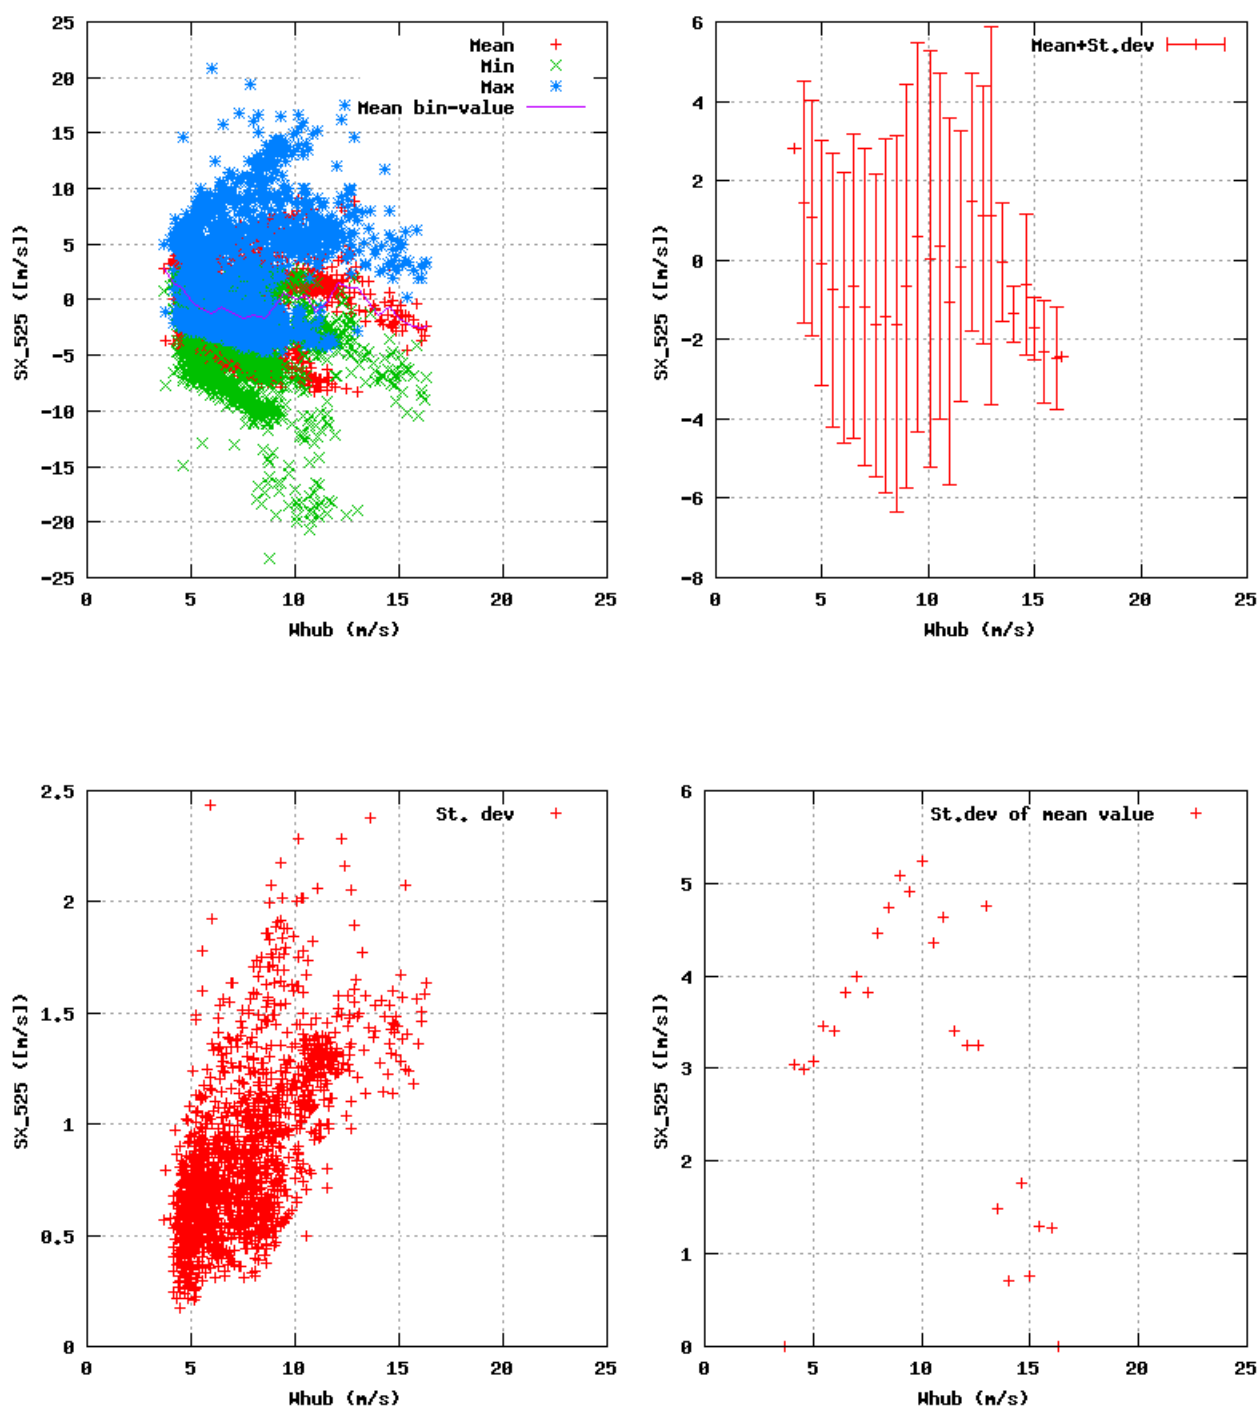 25
20
15
10
5
0
-5
-10
-15
-20
-25
SX_525 ([m/s])
Mean
Min
Max
Mean bin-value
0 5 10 15 20 25
Whub (m/s)
6
4
2
0
-2
-4
-6
-8
SX_525 ([m/s])
Mean+St.dev
0 5 10 15 20 25
Whub (m/s)
2.5
2
1.5
1
0.5
0
SX_525 ([m/s])
St. dev
0 5 10 15 20 25
Whub (m/s)
6
5
4
3
2
1
0
SX_525 ([m/s])
St.dev of mean value
0 5 10 15 20 25
Whub (m/s)